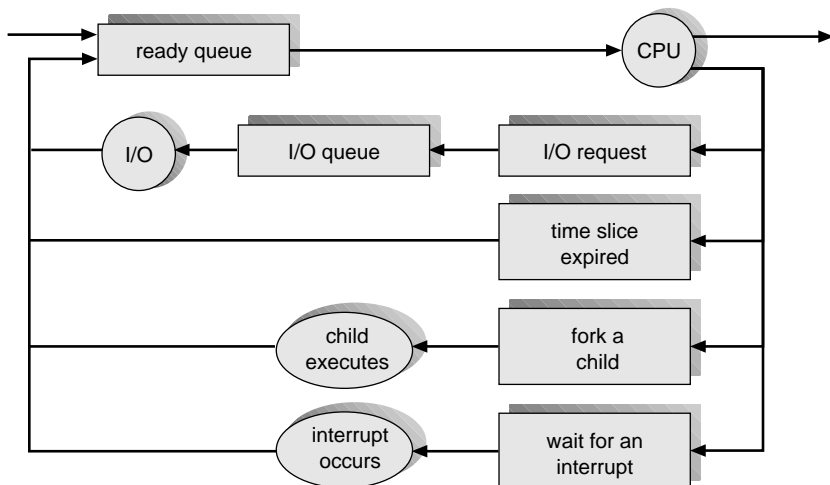 ready queue
CPU
I/O
I/O queue
I/O request
time slice
expired
child
executes
fork a
child
interrupt
occurs
wait for an
interrupt